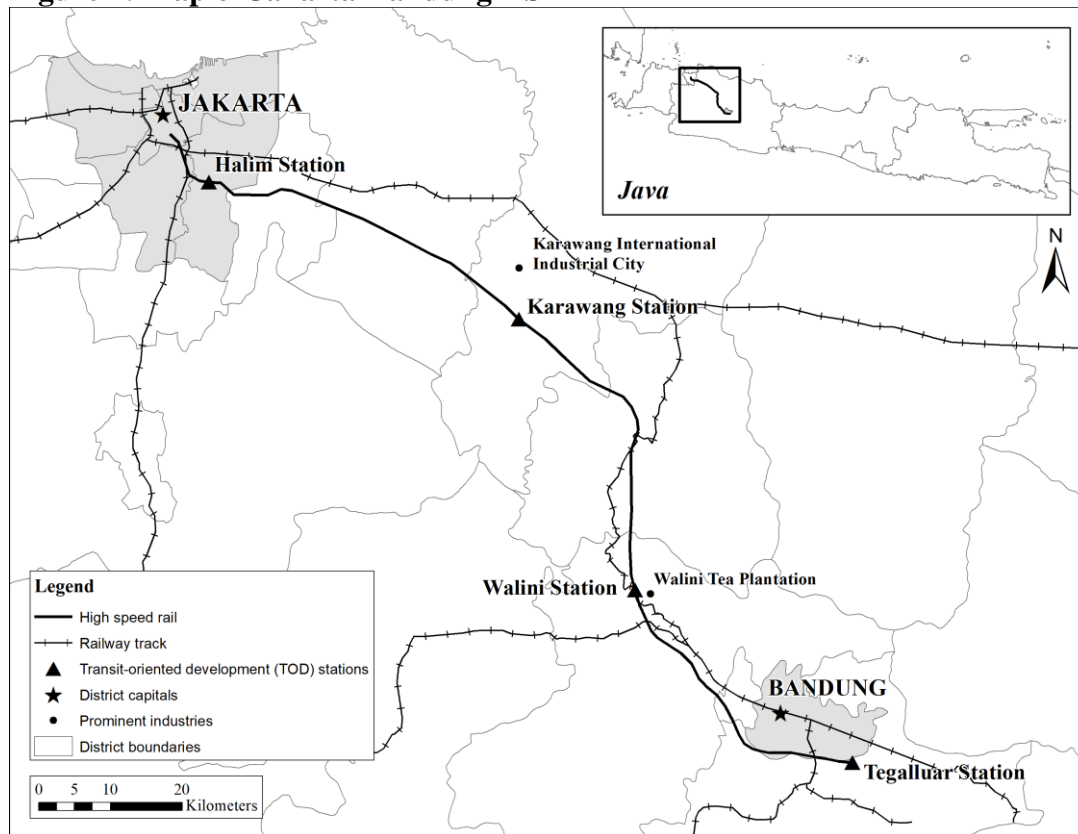 JAKARTA
Halim Station
Java
N
Karawang International
Industrial City
Karawang Station
Walini Station
Walini Tea Plantation
BANDUNG
Tegalluar Station
Legend
High speed rail
Railway track
Transit-oriented development (TOD) stations
District capitals
Prominent industries
District boundaries
0 5 10 20
Kilometers